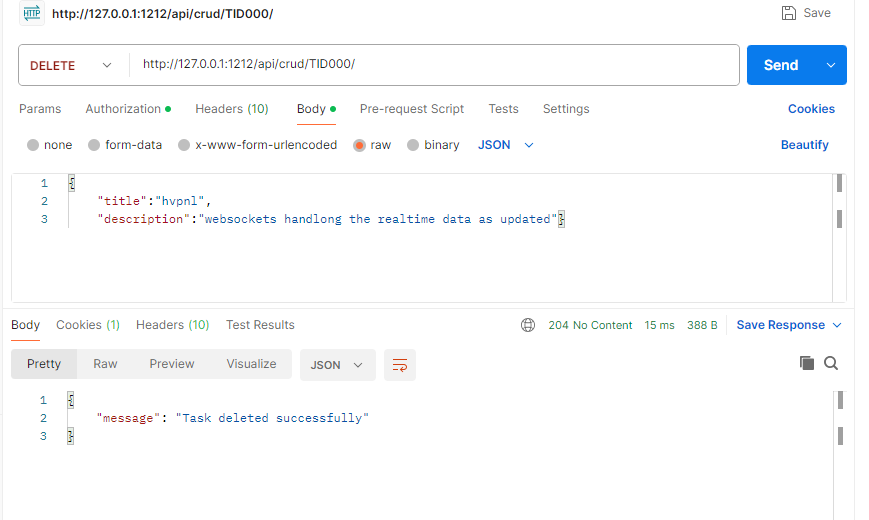 HTTP http://127.0.0.1:1212/api/crud/TID000/ Save
DELETE http://127.0.0.1:1212/api/crud/TID000/ Send
Params Authorization Headers (10) Body Pre-request Script Tests Settings Cookies
none form-data x-www-form-urlencoded raw binary JSON Beautify
1 {
2 "title":"hvpnl",
3 "description":"websockets handlong the realtime data as updated"}
Body Cookies (1) Headers (10) Test Results 204 No Content 15 ms 388 B Save Response
Pretty Raw Preview Visualize JSON
1 {
2 "message": "Task deleted successfully"
3 }